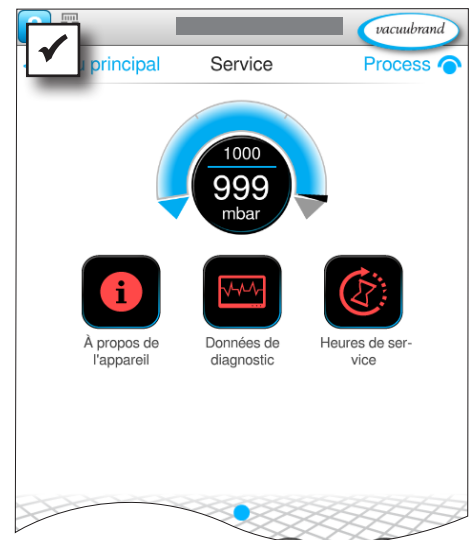 vacuubrand
principal
Service
Process
1000
999
mbar
i
À propos de
l'appareil
Données de
diagnostic
Heures de ser-
vice